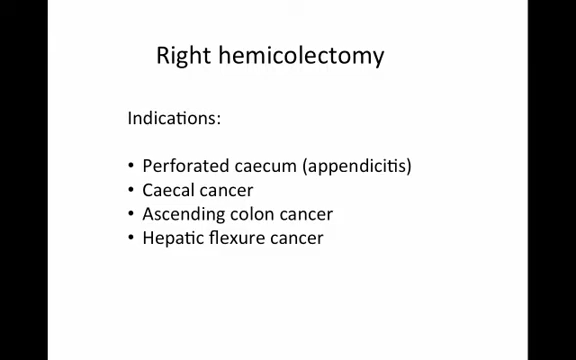 Right hemicolectomy
Indications:
• Perforated caecum (appendicitis)
• Caecal cancer
• Ascending colon cancer
• Hepatic flexure cancer